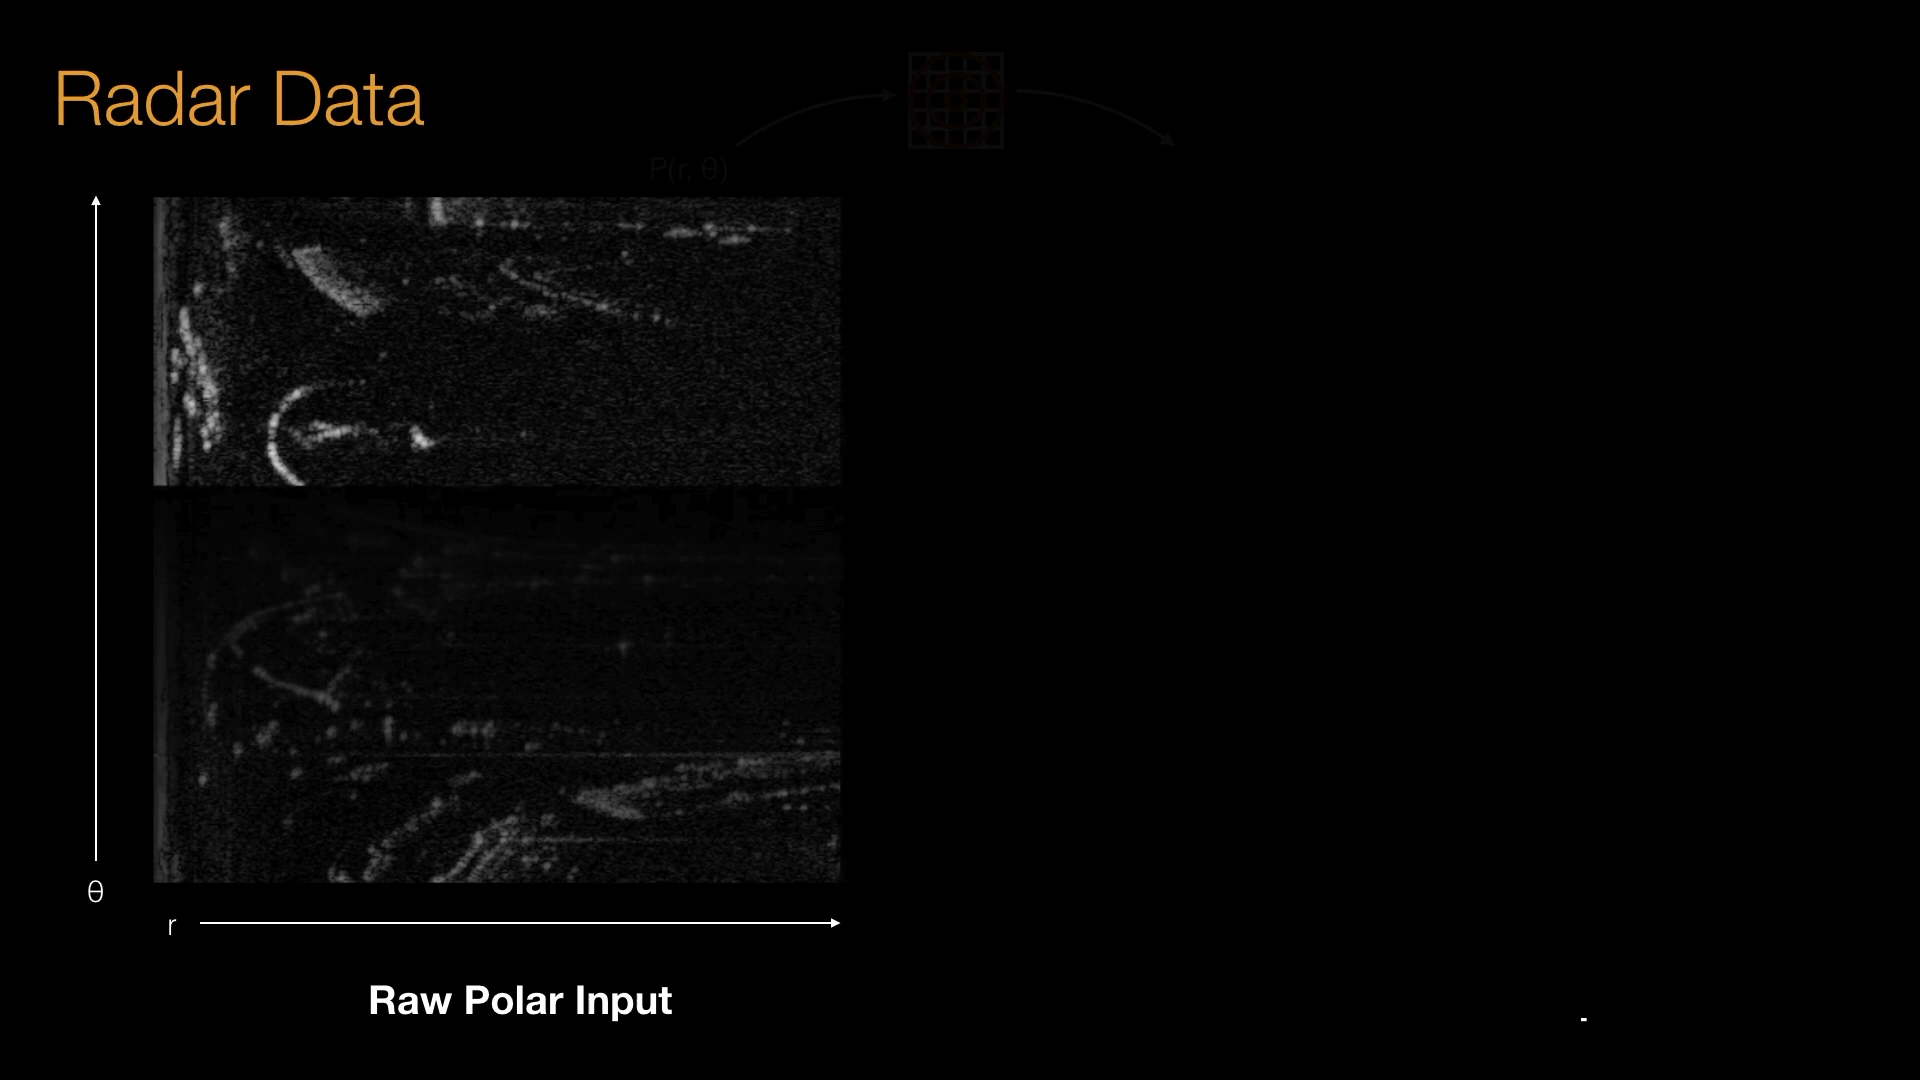 Radar Data
P(r, θ)
θ
r
Raw Polar Input
-